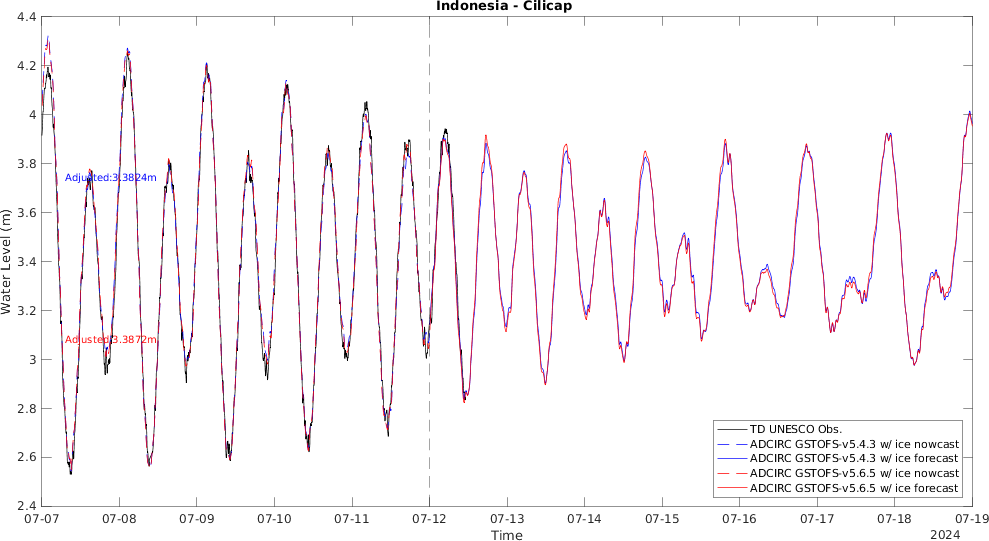 Indonesia - Cilicap
4.4
4.2
4
3.8
3.6
3.4
3.2
3
2.8
2.6
2.4
Water Level (m)
Adjusted:3.3824m
Adjusted:3.3872m
TD UNESCO Obs.
ADCIRC GSTOFS-v5.4.3 w/ ice nowcast
ADCIRC GSTOFS-v5.4.3 w/ ice forecast
ADCIRC GSTOFS-v5.6.5 w/ ice nowcast
ADCIRC GSTOFS-v5.6.5 w/ ice forecast
07-07 07-08 07-09 07-10 07-11 07-12 07-13 07-14 07-15 07-16 07-17 07-18 07-19
Time
2024